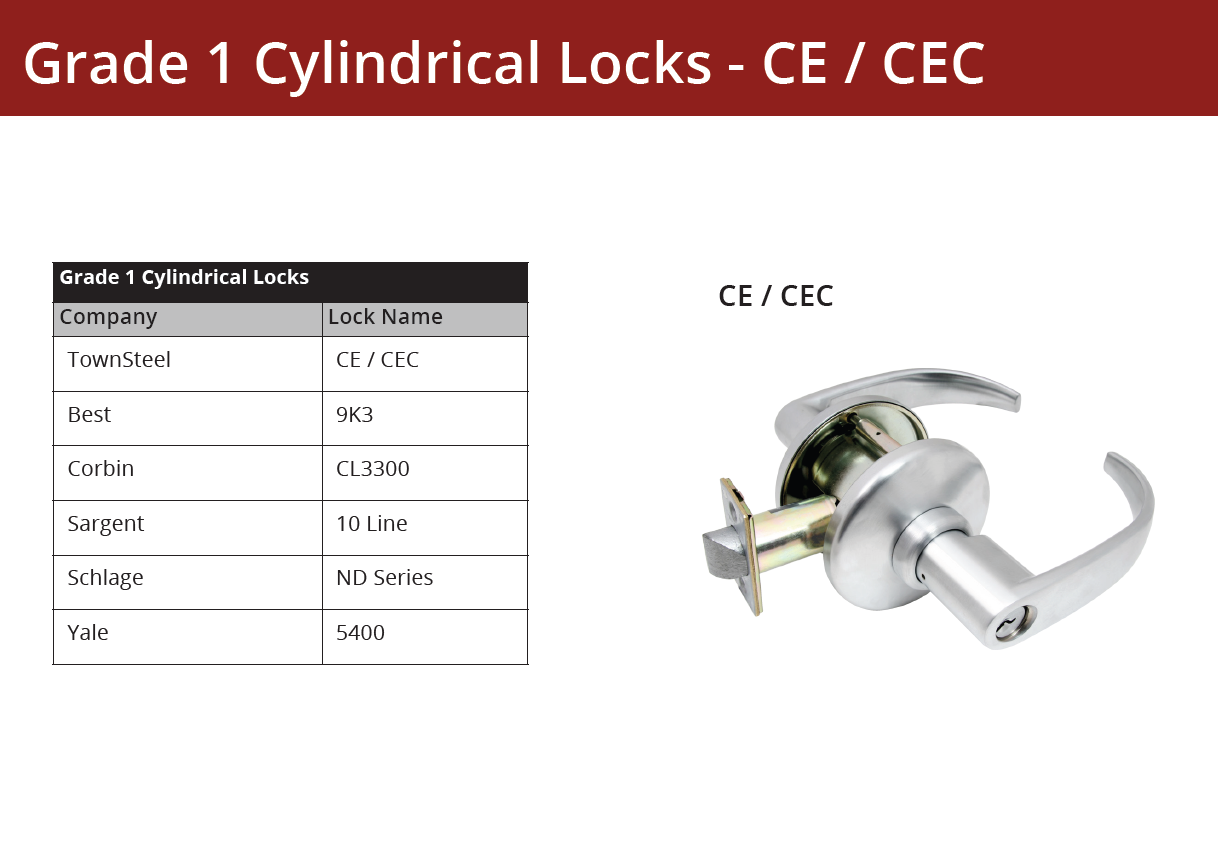 Grade 1 Cylindrical Locks - CE / CEC
Grade 1 Cylindrical Locks
Company Lock Name
TownSteel CE / CEC
Best 9K3
Corbin CL3300
Sargent 10 Line
Schlage ND Series
Yale 5400
CE / CEC